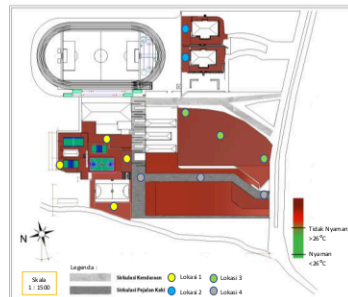 Tidak Nyaman
>26°C
Nyaman
<26°C
N
Skala
1 : 1500
Legenda :
Sirkulasi Kendaraan
Lokasi 1
Lokasi 3
Sirkulasi Pejalan Kaki
Lokasi 2
Lokasi 4